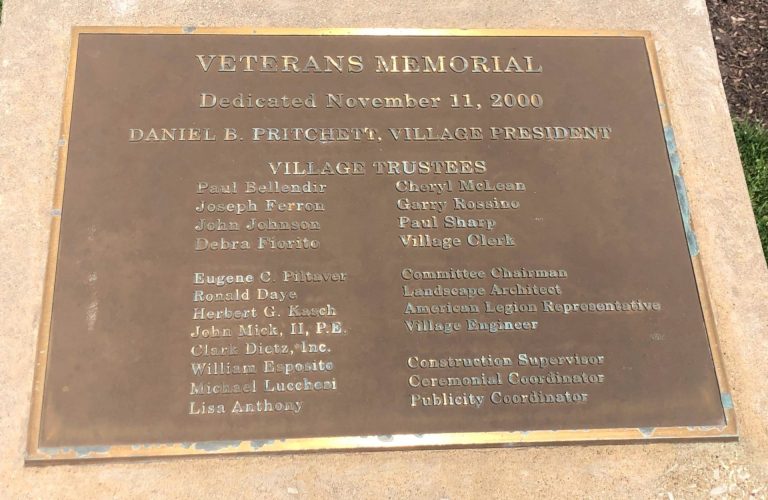 VETERANS MEMORIAL
Dedicated November 11, 2000
DANIEL B. PRITCHETT, VILLAGE PRESIDENT
VILLAGE TRUSTEES
Paul Bellendir Cheryl McLean
Joseph Ferron Garry Rossino
John Johnson Paul Sharp
Debra Fiorito Village Clerk
Eugene C. Piltaver Committee Chairman
Ronald Daye Landscape Architect
Herbert G. Kasch American Legion Representative
John Mick, II, P.E. Village Engineer
Clark Dietz, Inc.
William Esposito Construction Supervisor
Michael Lucchesi Ceremonial Coordinator
Lisa Anthony Publicity Coordinator